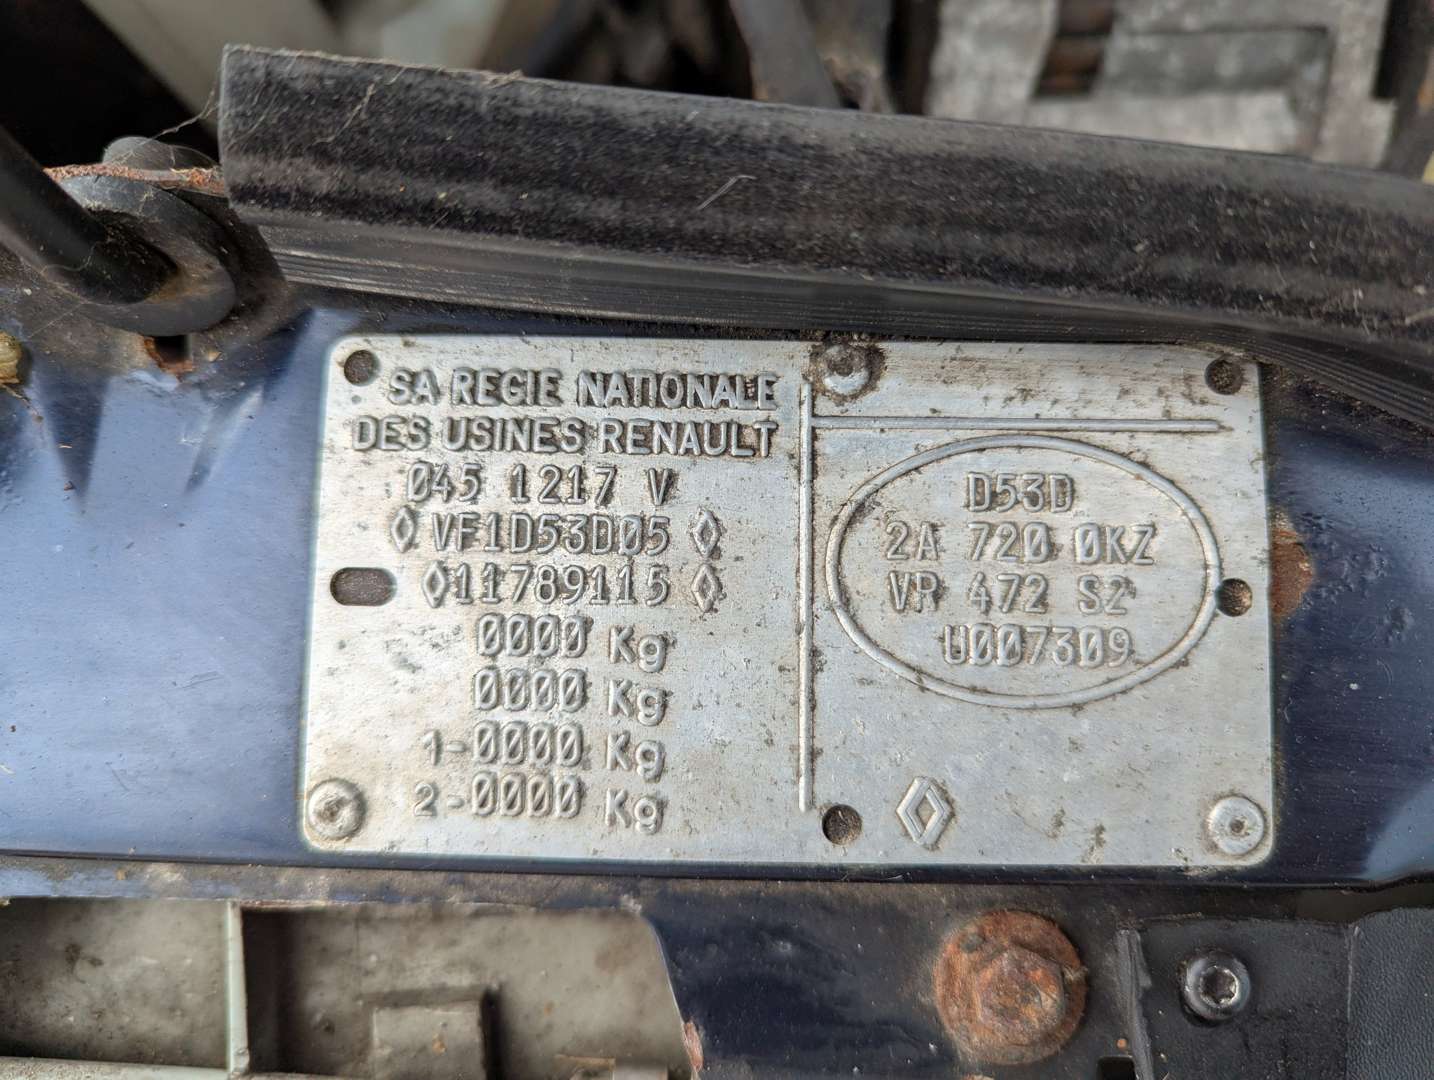 SA REGIE NATIONALE
DES USINES RENAULT
045 1217 V
VF1D53D05
11789115
0000 Kg
0000 Kg
1-0000 Kg
2-0000 Kg
D53D
2A 720 0KZ
VR 472 S2
U007309